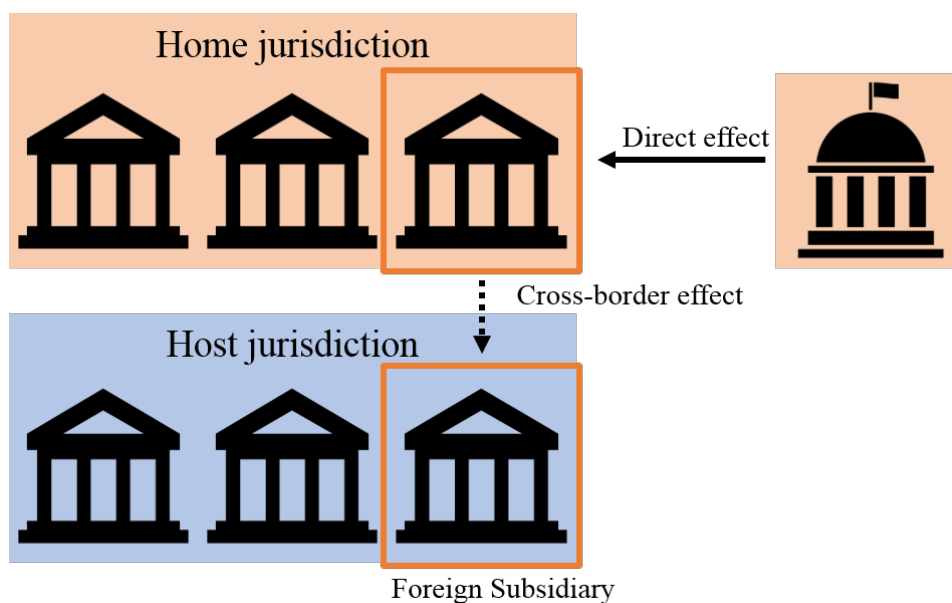 Home jurisdiction
Direct effect
Cross-border effect
Host jurisdiction
Foreign Subsidiary